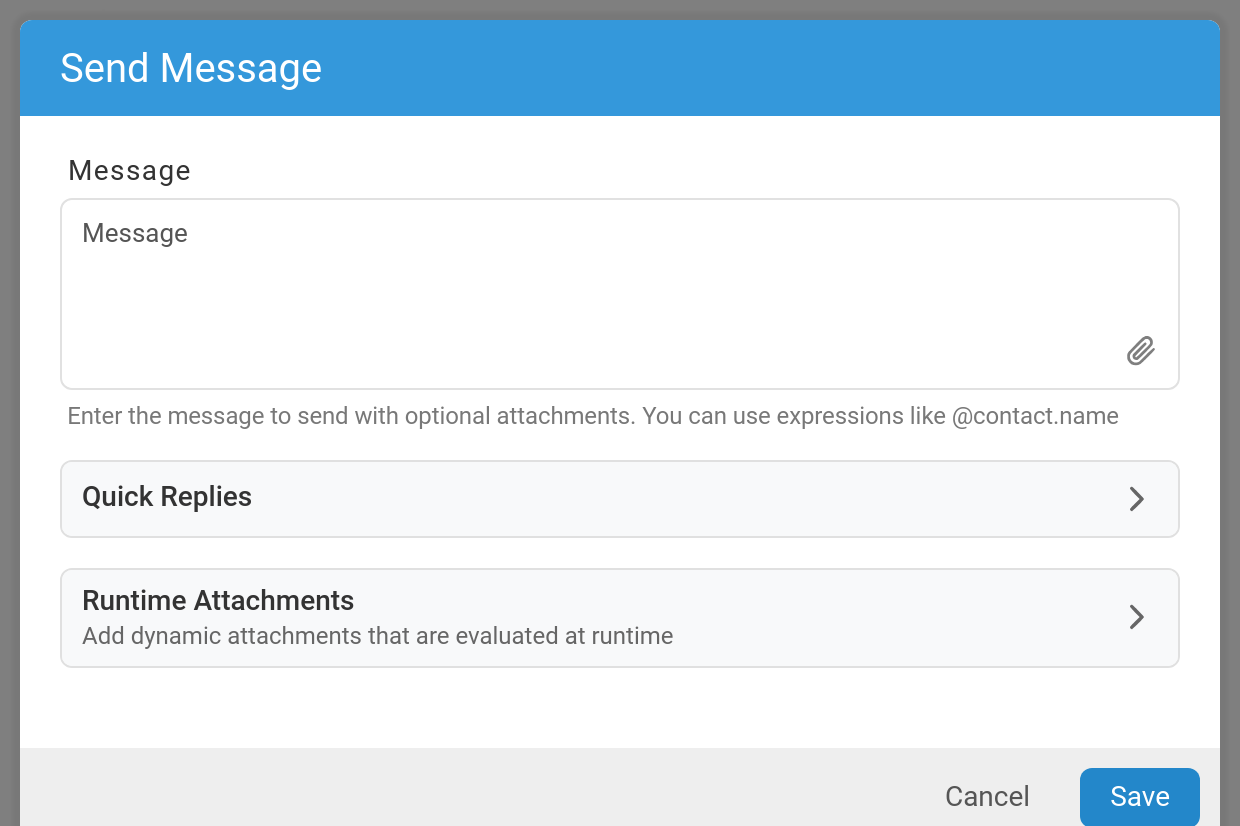 Send Message
Message
Message
Enter the message to send with optional attachments. You can use expressions like @contact.name
Quick Replies
Runtime Attachments
Add dynamic attachments that are evaluated at runtime
Cancel
Save